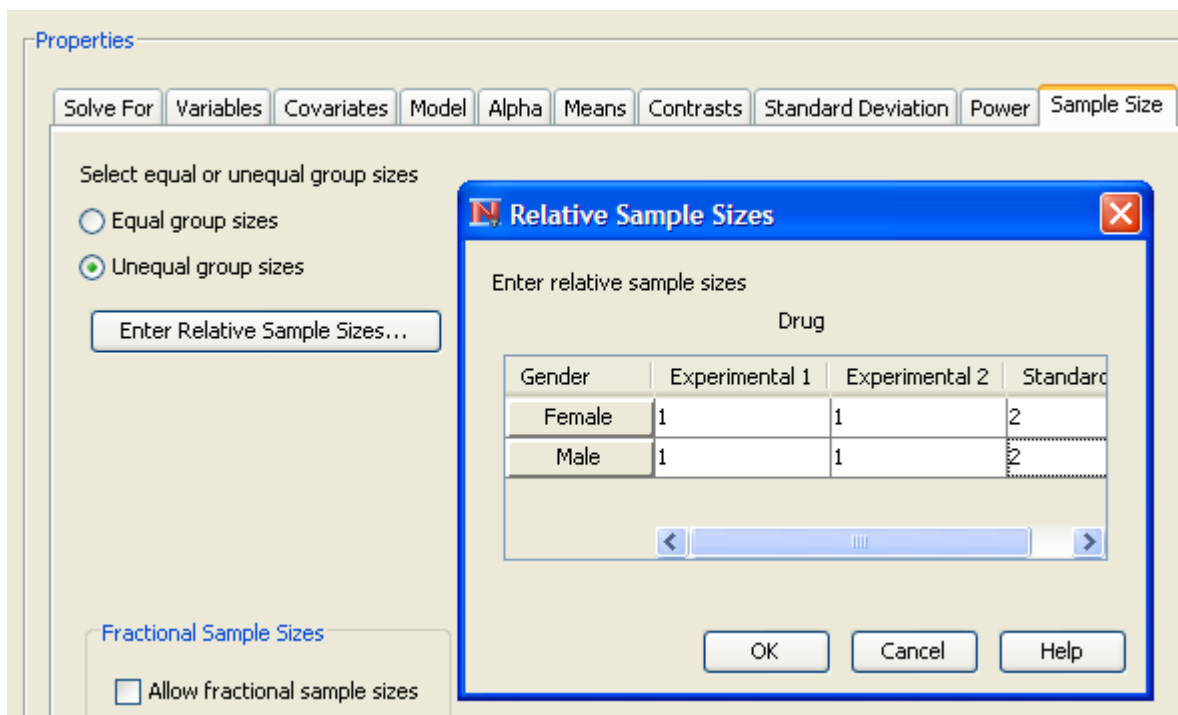 Properties
Solve For Variables Covariates Model Alpha Means Contrasts Standard Deviation Power Sample Size
Select equal or unequal group sizes
Equal group sizes
Unequal group sizes
Enter Relative Sample Sizes...
Fractional Sample Sizes
Allow fractional sample sizes
N Relative Sample Sizes
Enter relative sample sizes
Drug
Gender Experimental 1 Experimental 2 Standard
Female 1 1 2
Male 1 1 2
OK Cancel Help